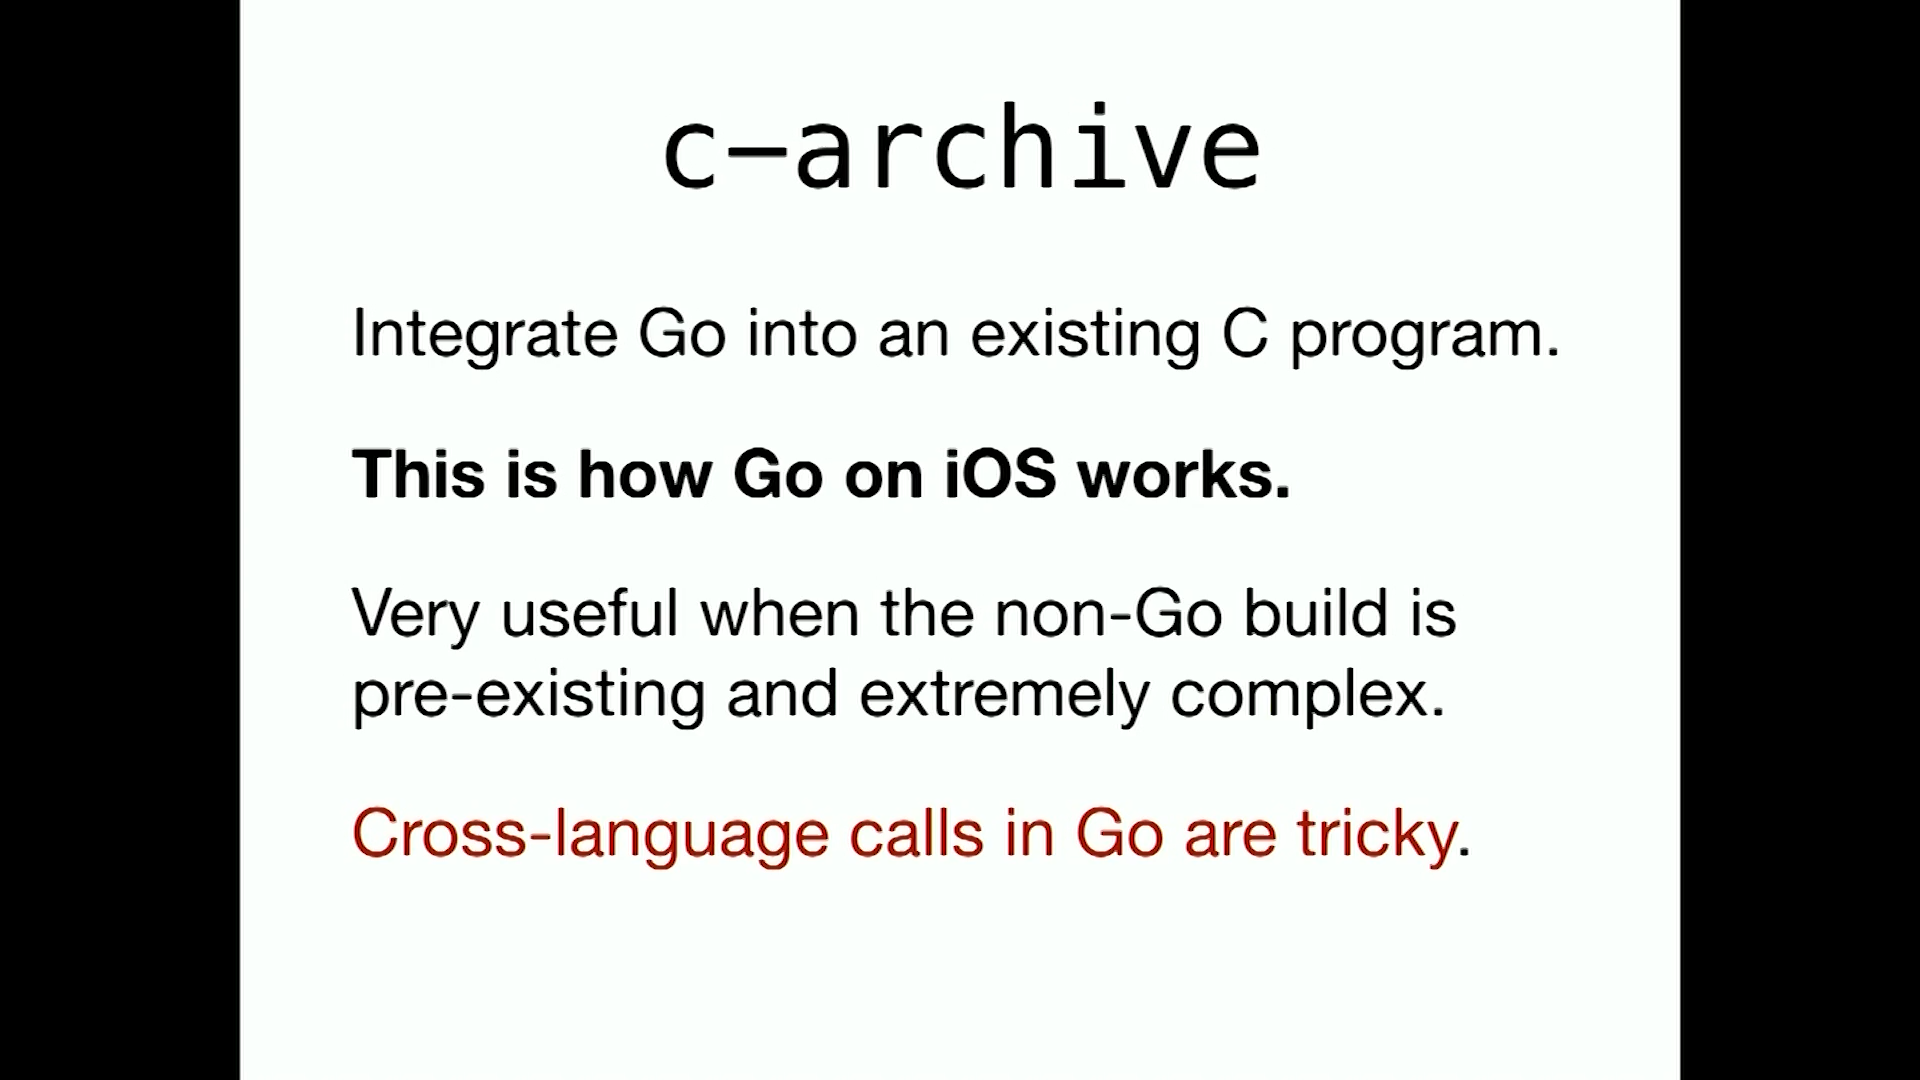 c-archive
Integrate Go into an existing C program.
This is how Go on iOS works.
Very useful when the non-Go build is
pre-existing and extremely complex.
Cross-language calls in Go are tricky.